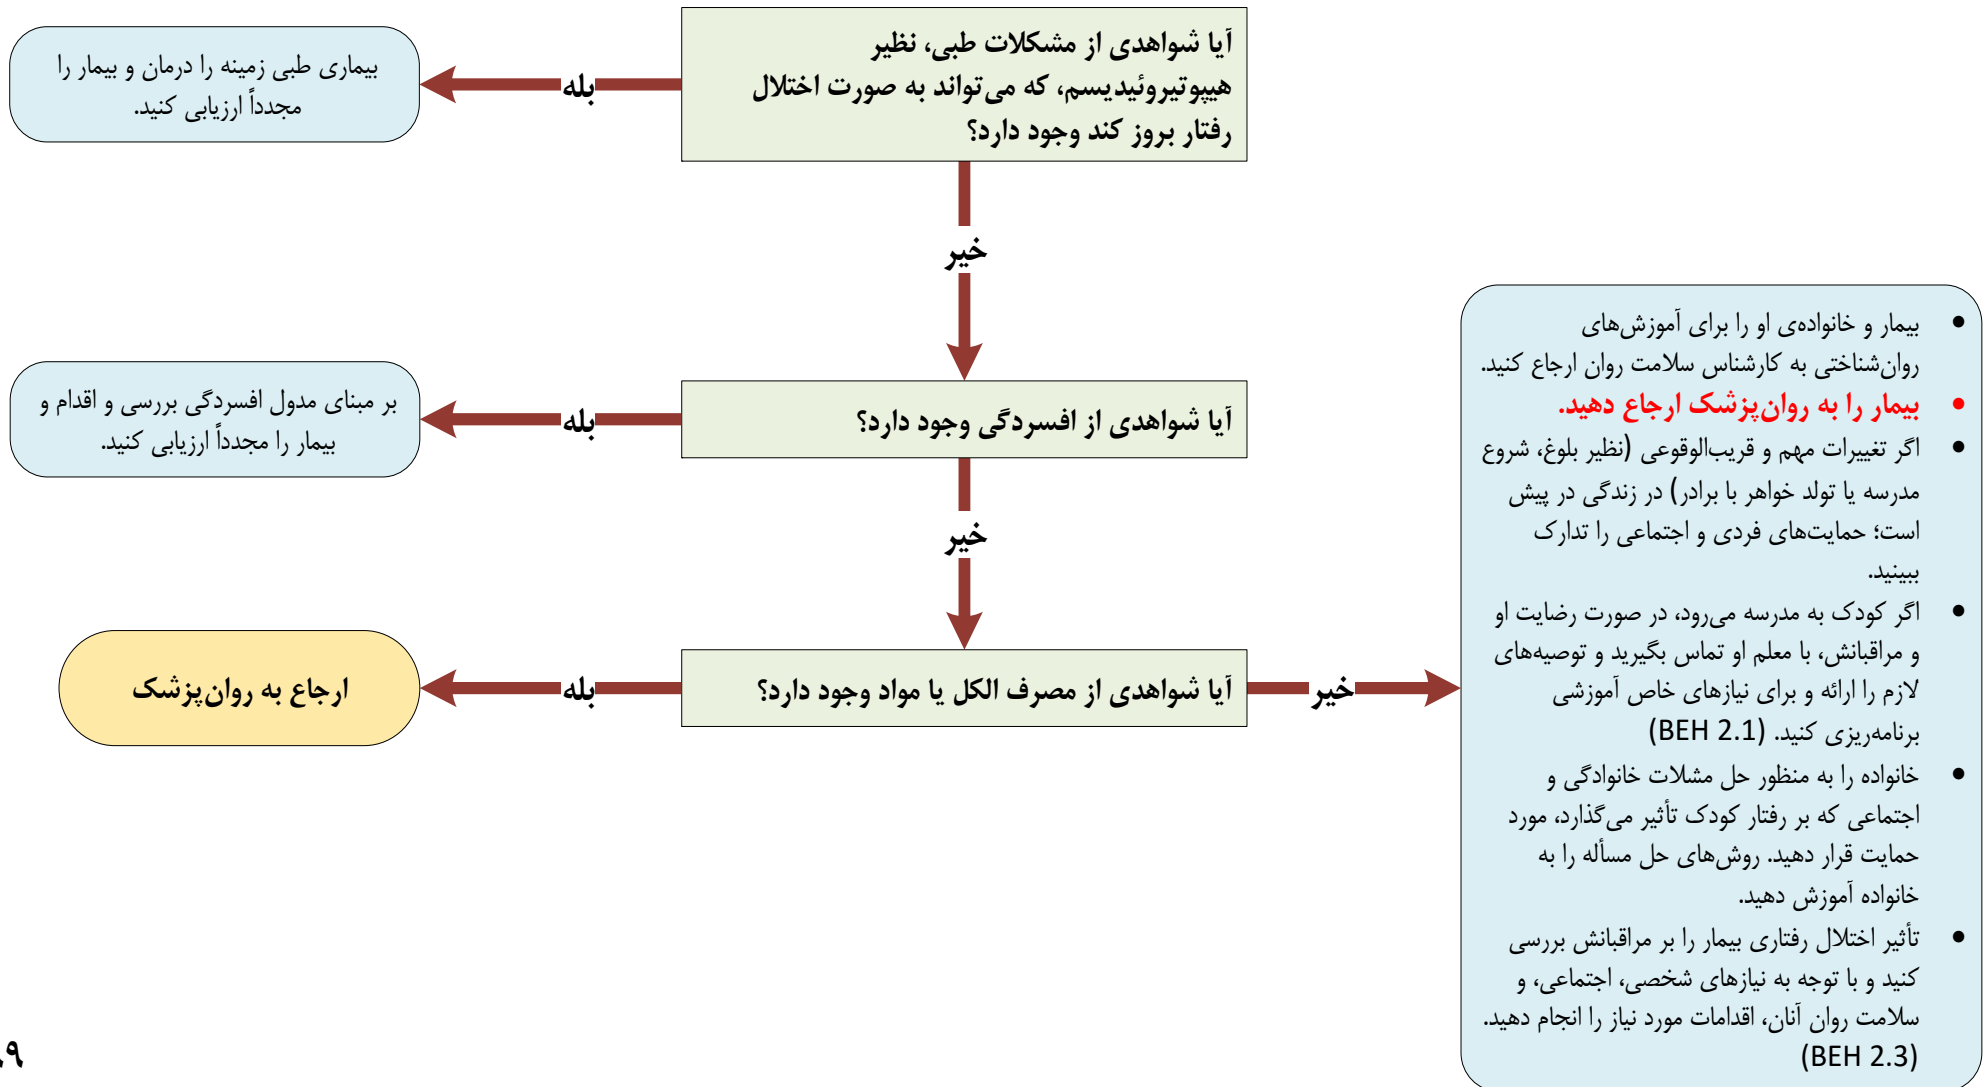 آیا شواهدی از مشکلات طبی، نظیر
هیپوتیروئیدیسم، که می‌تواند به صورت اختلال
رفتار بروز کند وجود دارد؟
بله
بیماری طبی زمینه را درمان و بیمار را
مجدداً ارزیابی کنید.
خیر
آیا شواهدی از افسردگی وجود دارد؟
بله
بر مبنای مدول افسردگی بررسی و اقدام و
بیمار را مجدداً ارزیابی کنید.
خیر
آیا شواهدی از مصرف الکل یا مواد وجود دارد؟
بله
ارجاع به روان‌پزشک
خیر
• بیمار و خانواده‌ی او را برای آموزش‌های
روان‌شناختی به کارشناس سلامت روان ارجاع کنید.
• بیمار را به روان‌پزشک ارجاع دهید.
• اگر تغییرات مهم و قریب‌الوقوعی (نظیر بلوغ، شروع
مدرسه یا تولد خواهر با برادر) در زندگی در پیش
است؛ حمایت‌های فردی و اجتماعی را تدارک
ببینید.
• اگر کودک به مدرسه می‌رود، در صورت رضایت او
و مراقبانش، با معلم او تماس بگیرید و توصیه‌های
لازم را ارائه و برای نیازهای خاص آموزشی
برنامه‌ریزی کنید. (BEH 2.1)
• خانواده را به منظور حل مشلات خانوادگی و
اجتماعی که بر رفتار کودک تأثیر می‌گذارد، مورد
حمایت قرار دهید. روش‌های حل مسأله را به
خانواده آموزش دهید.
• تأثیر اختلال رفتاری بیمار را بر مراقبانش بررسی
کنید و با توجه به نیازهای شخصی، اجتماعی، و
سلامت روان آنان، اقدامات مورد نیاز را انجام دهید.
(BEH 2.3)